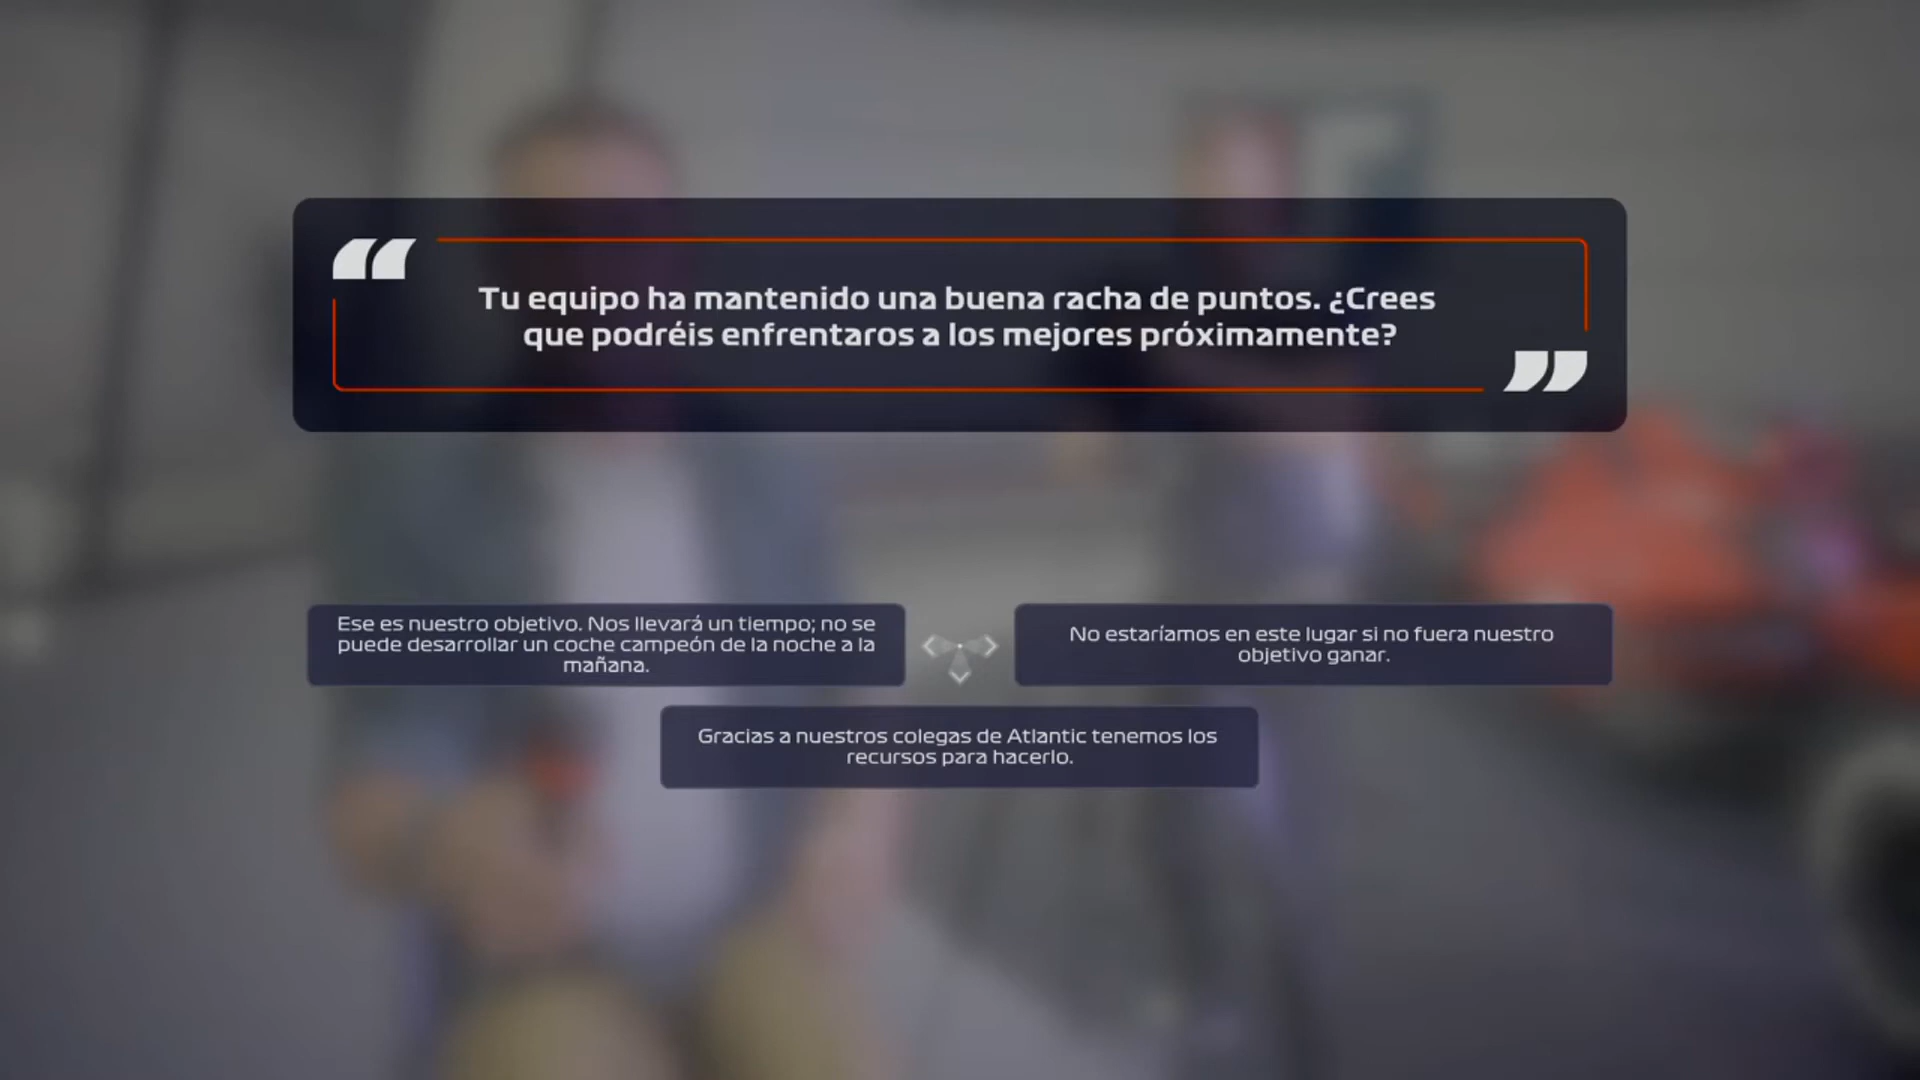 Tu equipo ha mantenido una buena racha de puntos. ¿Crees
que podréis enfrentaros a los mejores próximamente?
Ese es nuestro objetivo. Nos llevará un tiempo; no se
puede desarrollar un coche campeón de la noche a la
mañana.
No estaríamos en este lugar si no fuera nuestro
objetivo ganar.
Gracias a nuestros colegas de Atlantic tenemos los
recursos para hacerlo.